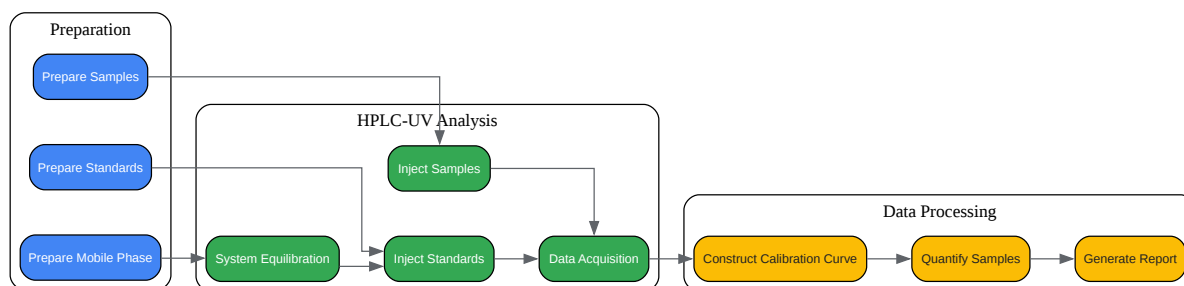 Preparation
Prepare Samples
HPLC-UV Analysis
Prepare Standards
Inject Samples
Data Processing
Prepare Mobile Phase
System Equilibration
Inject Standards
Data Acquisition
Construct Calibration Curve
Quantify Samples
Generate Report